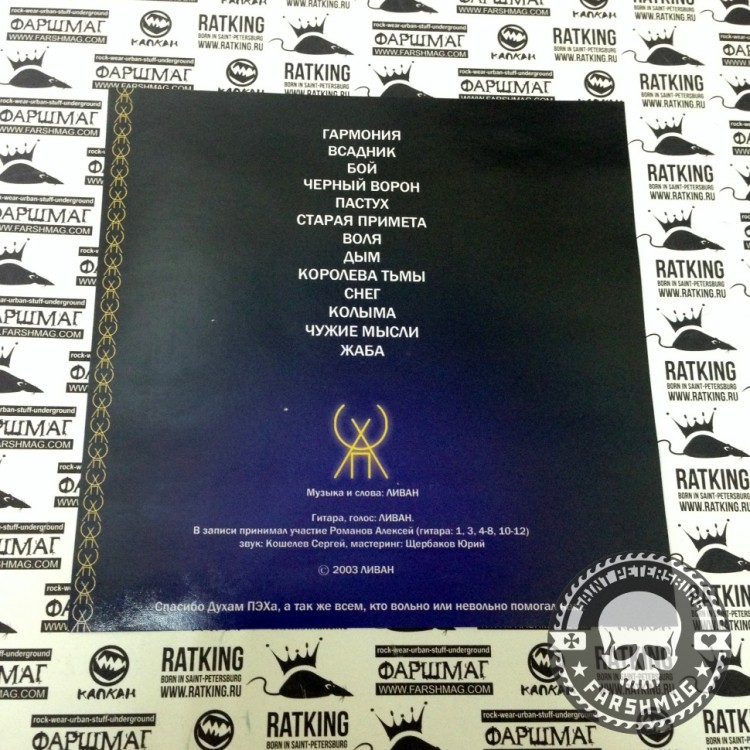 ГАРМОНИЯ
ВСАДНИК
БОЙ
ЧЕРНЫЙ ВОРОН
ПАСТУХ
СТАРАЯ ПРИМЕТА
ВОЛЯ
ДЫМ
КОРОЛЕВА ТЬМЫ
СНЕГ
КОЛЫМА
ЧУЖИЕ МЫСЛИ
ЖАБА
Музыка и слова: ЛИВАН
Гитара, голос: ЛИВАН.
В записи принимал участие Романов Алексей (гитара: 1, 3, 4-8, 10-12)
звук: Кошелев Сергей, мастеринг: Щербаков Юрий
© 2003 ЛИВАН
Спасибо Духам ПЭХа, а так же всем, кто вольно или невольно помогал
rock-wear-urban-stuff-underground
ФАРШМАГ
WWW.FARSHMAG.COM
КАПКАН
RATKING
BORN IN SAINT-PETERSBURG
WWW.RATKING.RU
SAINT PETERSBURG
FARSHMAG